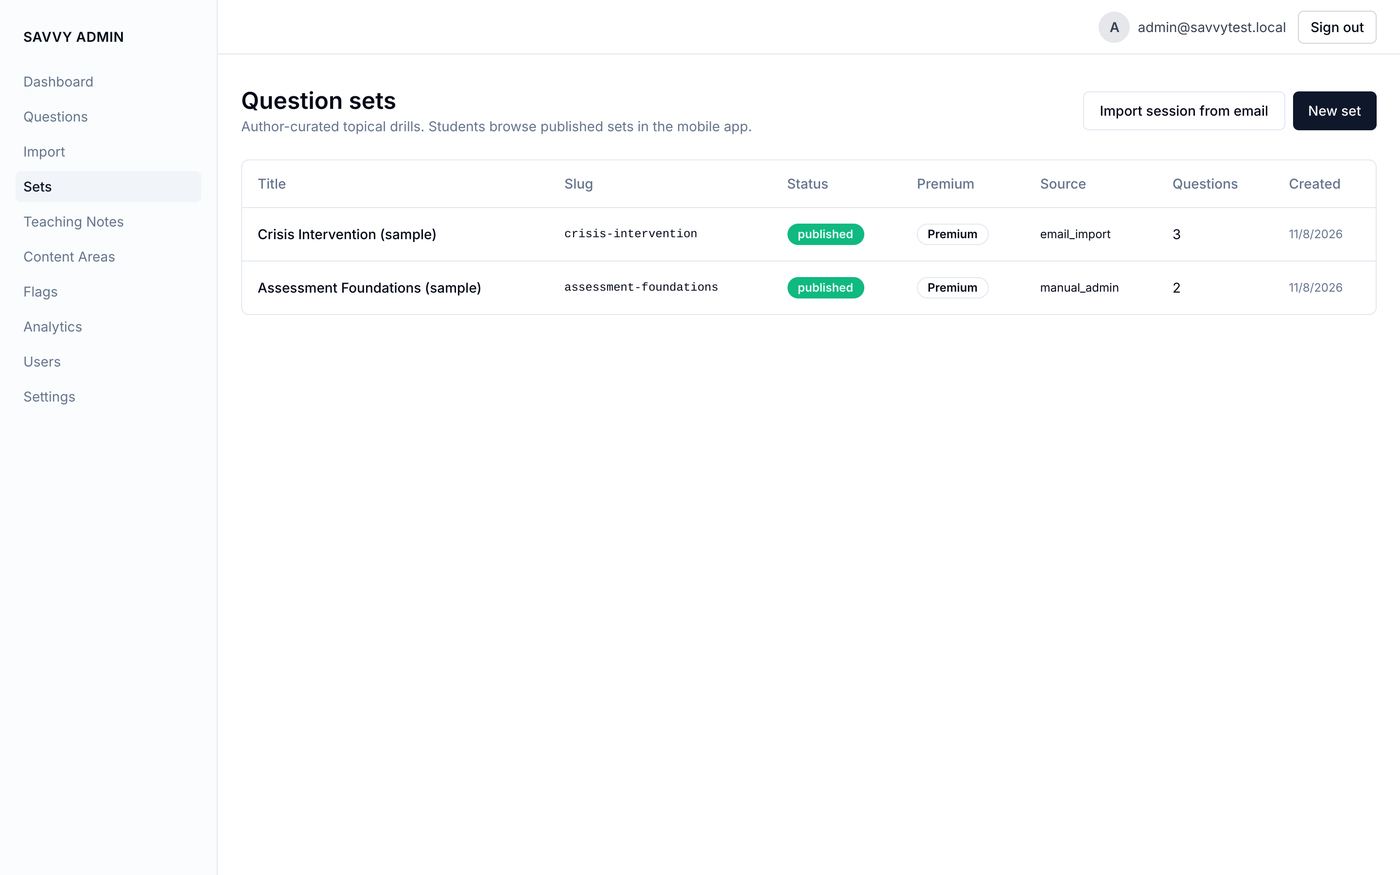 SAVVY ADMIN
Dashboard
Questions
Import
Sets
Teaching Notes
Content Areas
Flags
Analytics
Users
Settings
A admin@savvytest.local Sign out
Question sets
Author-curated topical drills. Students browse published sets in the mobile app.
Import session from email New set
Title Slug Status Premium Source Questions Created
Crisis Intervention (sample) crisis-intervention published Premium email_import 3 11/8/2026
Assessment Foundations (sample) assessment-foundations published Premium manual_admin 2 11/8/2026